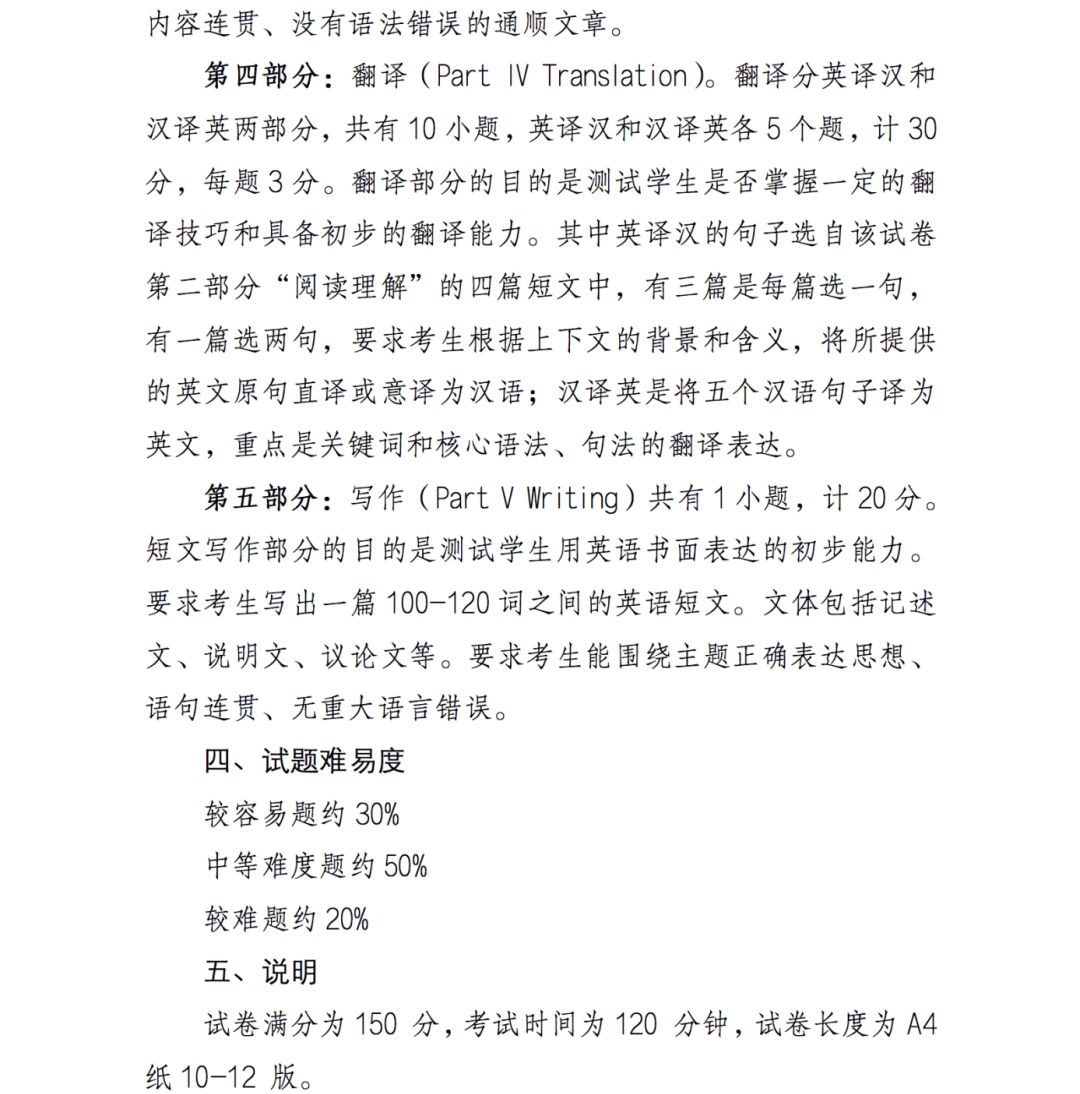 内容连贯、没有语法错误的通顺文章。
第四部分：翻译（Part IV Translation）。翻译分英译汉和
汉译英两部分，共有10小题，英译汉和汉译英各5个题，计30
分，每题3分。翻译部分的目的是测试学生是否掌握一定的翻
译技巧和具备初步的翻译能力。其中英译汉的句子选自该试卷
第二部分“阅读理解”的四篇短文中，有三篇是每篇选一句，
有一篇选两句，要求考生根据上下文的背景和含义，将所提供
的英文原句直译或意译为汉语；汉译英是将五个汉语句子译为
英文，重点是关键词和核心语法、句法的翻译表达。
第五部分：写作（Part V Writing）共有1小题，计20分。
短文写作部分的目的是测试学生用英语书面表达的初步能力。
要求考生写出一篇100-120词之间的英语短文。文体包括记述
文、说明文、议论文等。要求考生能围绕主题正确表达思想、
语句连贯、无重大语言错误。
四、试题难易度
较容易题约30%
中等难度题约50%
较难题约20%
五、说明
试卷满分为150 分，考试时间为120 分钟，试卷长度为A4
纸10-12 版。